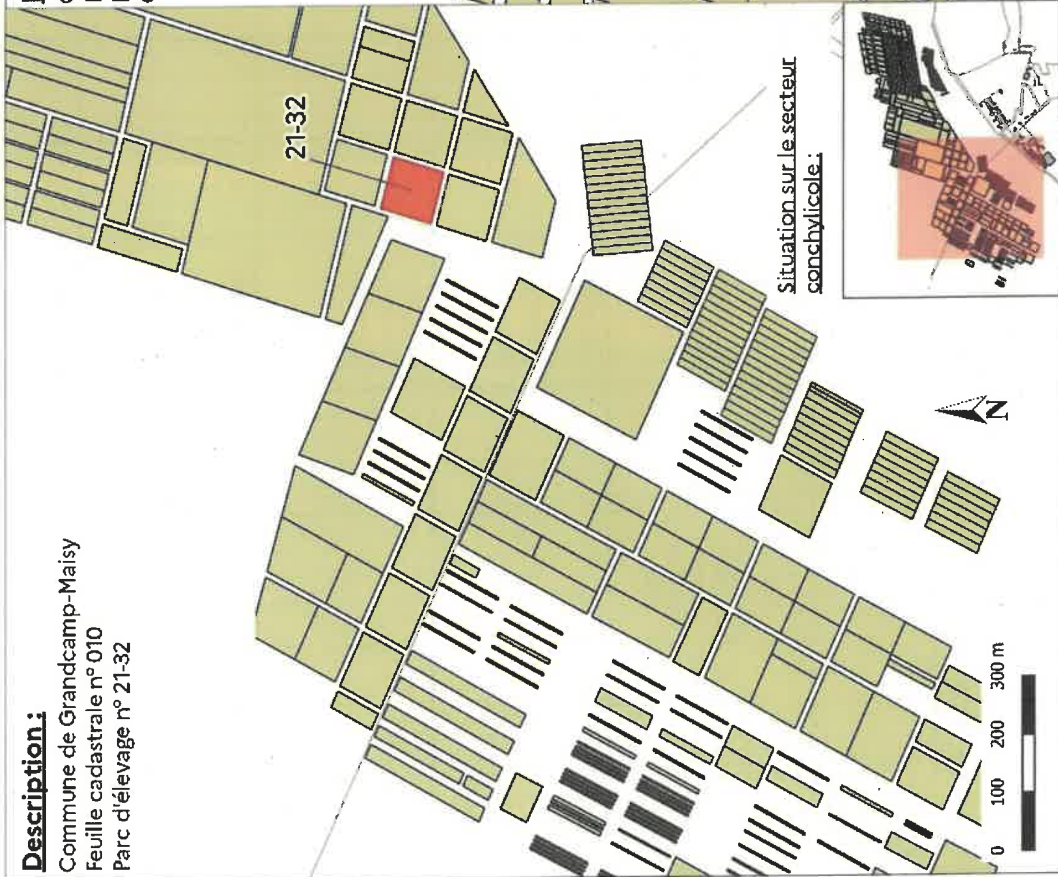 Description :
Commune de Grandcamp-Maisy
Feuille cadastrale n° 010
Parc d'élevage n° 21-32
21-32
Situation sur le secteur
conchylicole :
N
0 100 200 300 m